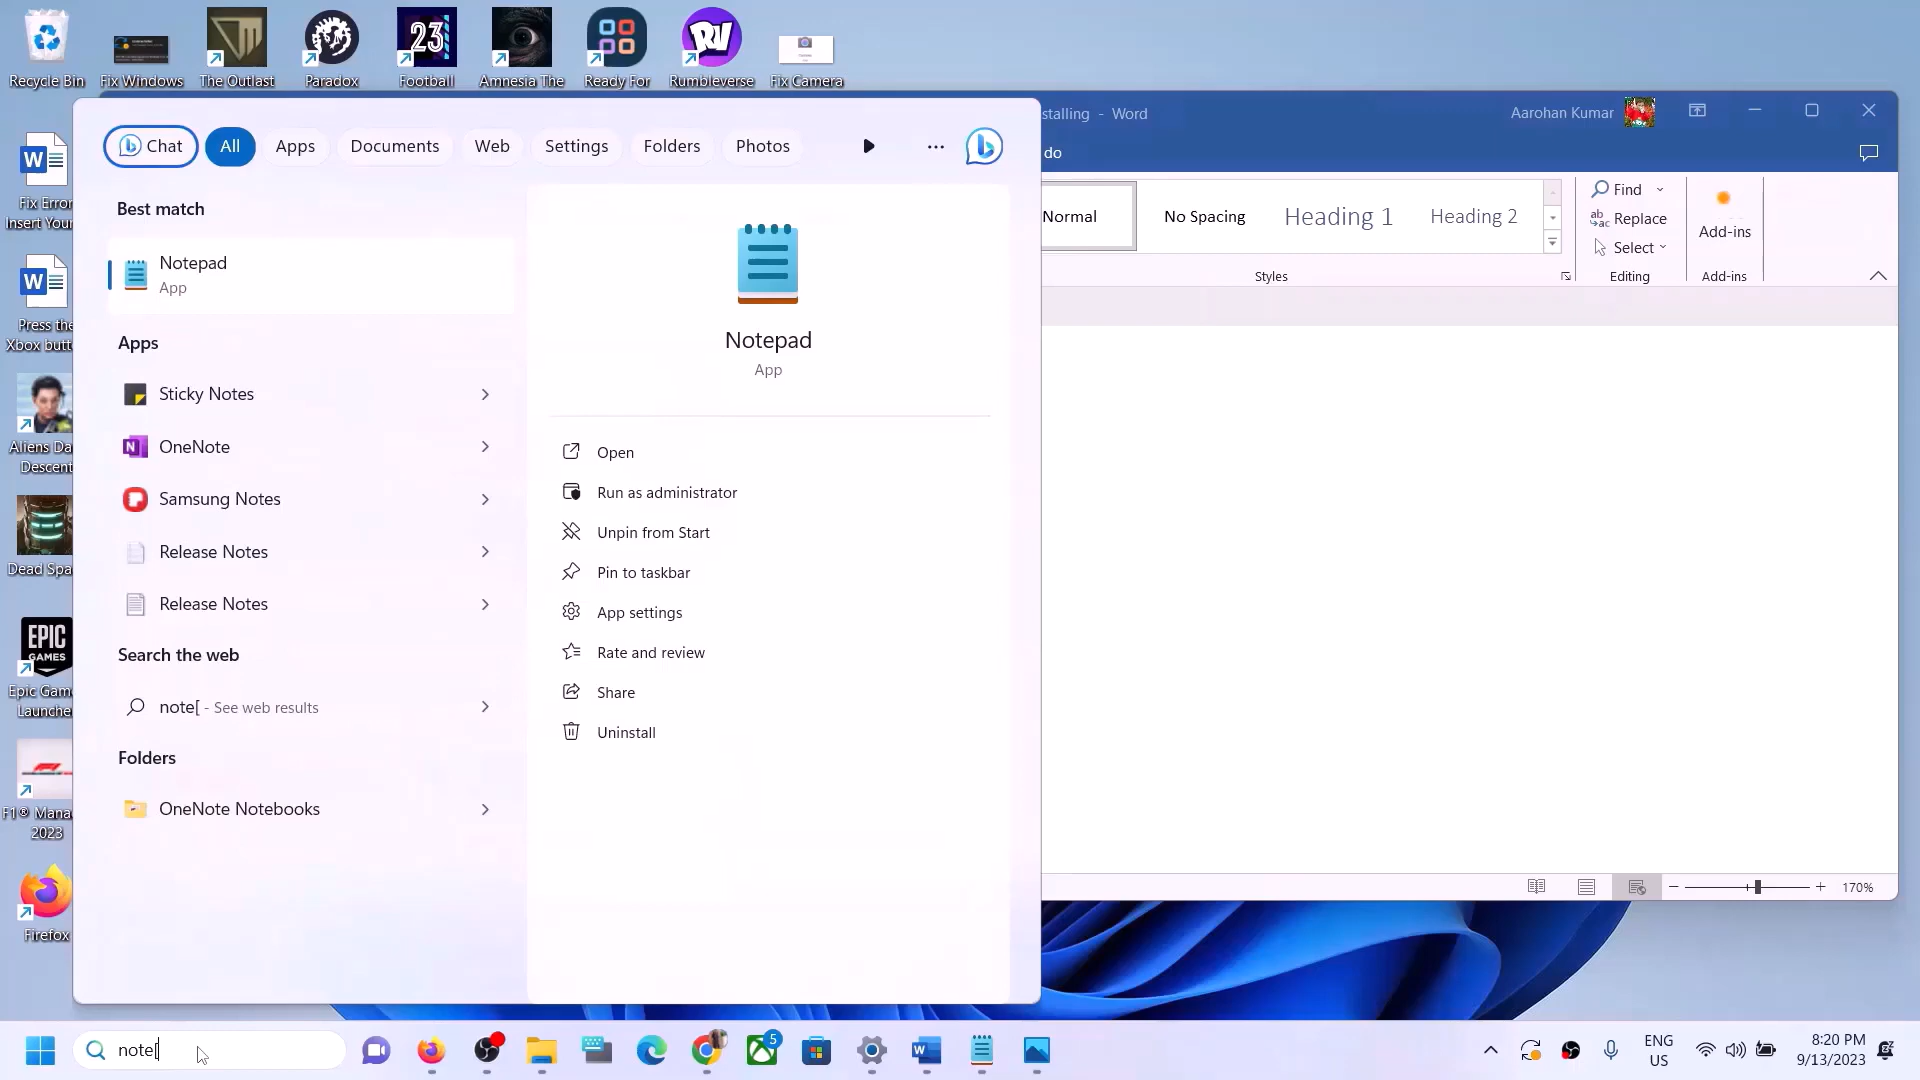 Recycle Bin
Fix Windows
The Outlast
Paradox
23
Football
Amnesia The
Ready For
RV
Rumbleverse
Fix Camera
Fix Error
Insert Your
Press the
Xbox butt
Aliens Da
Descent
Dead Spa
EPIC
GAMES
Epic Gam
Launche
F1® Mana
2023
Firefox
Chat
All
Apps
Documents
Web
Settings
Folders
Photos
Best match
Notepad
App
Apps
Sticky Notes
OneNote
Samsung Notes
Release Notes
Release Notes
Search the web
note[ - See web results
Folders
OneNote Notebooks
Notepad
App
Open
Run as administrator
Unpin from Start
Pin to taskbar
App settings
Rate and review
Share
Uninstall
stalling - Word
Aarohan Kumar
do
Normal
No Spacing
Heading 1
Heading 2
Styles
Find
Replace
Select
Editing
Add-ins
Add-ins
170%
note[
5
ENG
US
8:20 PM
9/13/2023